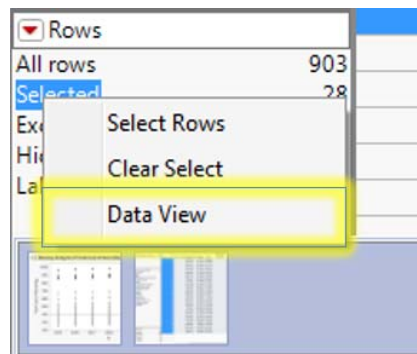 Rows
All rows 903
Selected 28
Select Rows
Clear Select
Data View